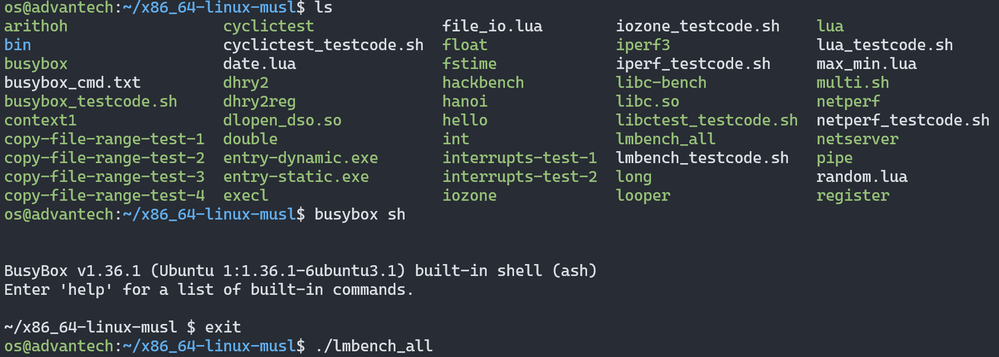 os@advantech:~/x86_64-linux-musl$ ls
arithoh cyclictest file_io.lua iozone_testcode.sh lua
bin cyclictest_testcode.sh float iperf3 lua_testcode.sh
busybox date.lua fstime iperf_testcode.sh max_min.lua
busybox_cmd.txt dhry2 hackbench libc-bench multi.sh
busybox_testcode.sh dhry2reg hanoi libc.so netperf
context1 dlopen_dso.so hello libctest_testcode.sh netperf_testcode.sh
copy-file-range-test-1 double int lmbench_all netserver
copy-file-range-test-2 entry-dynamic.exe interrupts-test-1 lmbench_testcode.sh pipe
copy-file-range-test-3 entry-static.exe interrupts-test-2 long random.lua
copy-file-range-test-4 execl iozone looper register
os@advantech:~/x86_64-linux-musl$ busybox sh
BusyBox v1.36.1 (Ubuntu 1:1.36.1-6ubuntu3.1) built-in shell (ash)
Enter 'help' for a list of built-in commands.
~/x86_64-linux-musl $ exit
os@advantech:~/x86_64-linux-musl$ ./lmbench_all